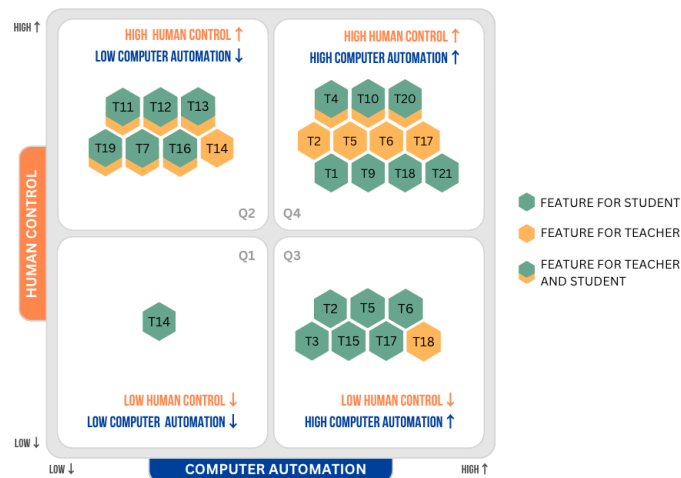 HIGH ↑
HIGH HUMAN CONTROL ↑
LOW COMPUTER AUTOMATION ↓
T11 T12 T13
T19 T7 T16 T14
Q2
HIGH HUMAN CONTROL ↑
HIGH COMPUTER AUTOMATION ↑
T4 T10 T20
T2 T5 T6 T17
T1 T9 T18 T21
Q4
HUMAN CONTROL
Q1
T14
LOW HUMAN CONTROL ↓
LOW COMPUTER AUTOMATION ↓
Q3
T2 T5 T6
T3 T15 T17 T18
LOW HUMAN CONTROL ↓
HIGH COMPUTER AUTOMATION ↑
LOW ↓
LOW ↓
COMPUTER AUTOMATION
HIGH ↑
FEATURE FOR STUDENT
FEATURE FOR TEACHER
FEATURE FOR TEACHER
AND STUDENT